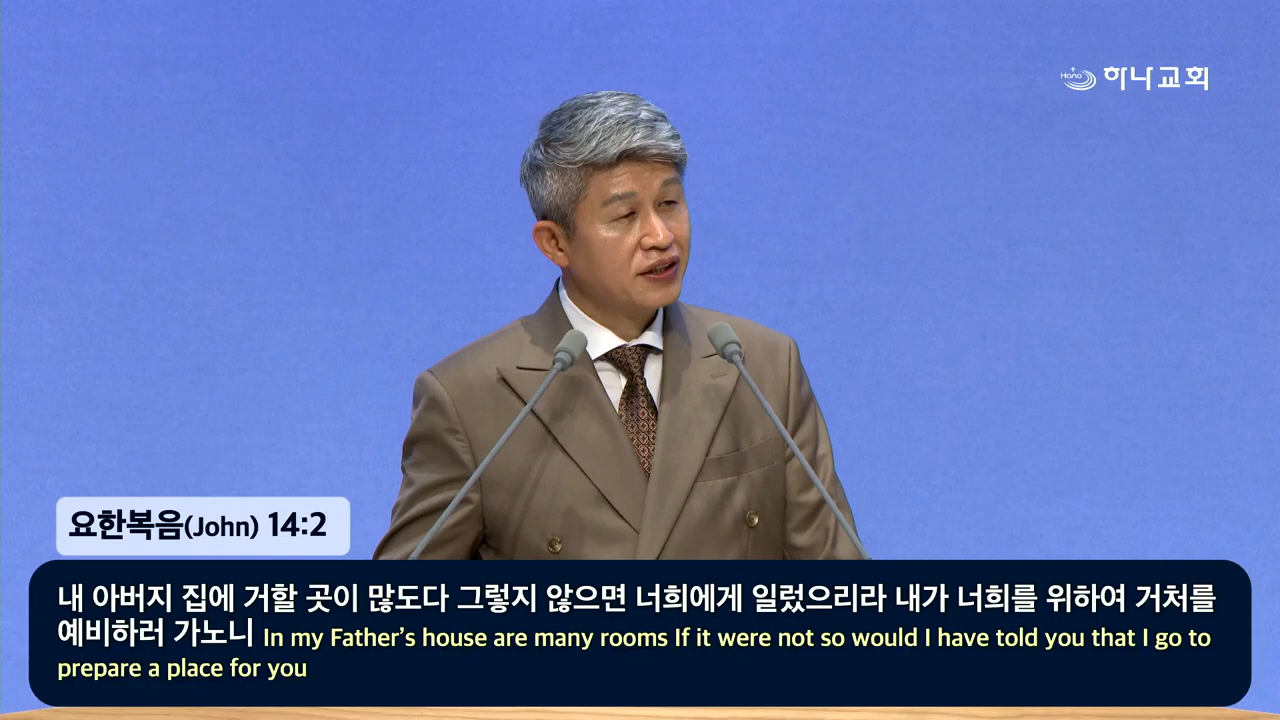 Hana 하나교회
요한복음(John) 14:2
내 아버지 집에 거할 곳이 많도다 그렇지 않으면 너희에게 일렀으리라 내가 너희를 위하여 거처를
예비하러 가노니 In my Father’s house are many rooms If it were not so would I have told you that I go to
prepare a place for you